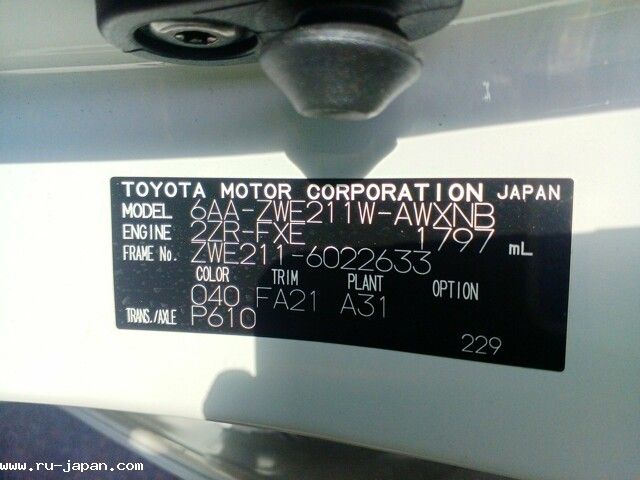 TOYOTA MOTOR CORPORATION JAPAN
MODEL 6AA-ZWE211W-AWXNB
ENGINE 2ZR-FXE 1797 mL
FRAME No. ZWE211-6022633
COLOR TRIM PLANT OPTION
040 FA21 A31
TRANS./AXLE P610
229
www.ru-japan.com